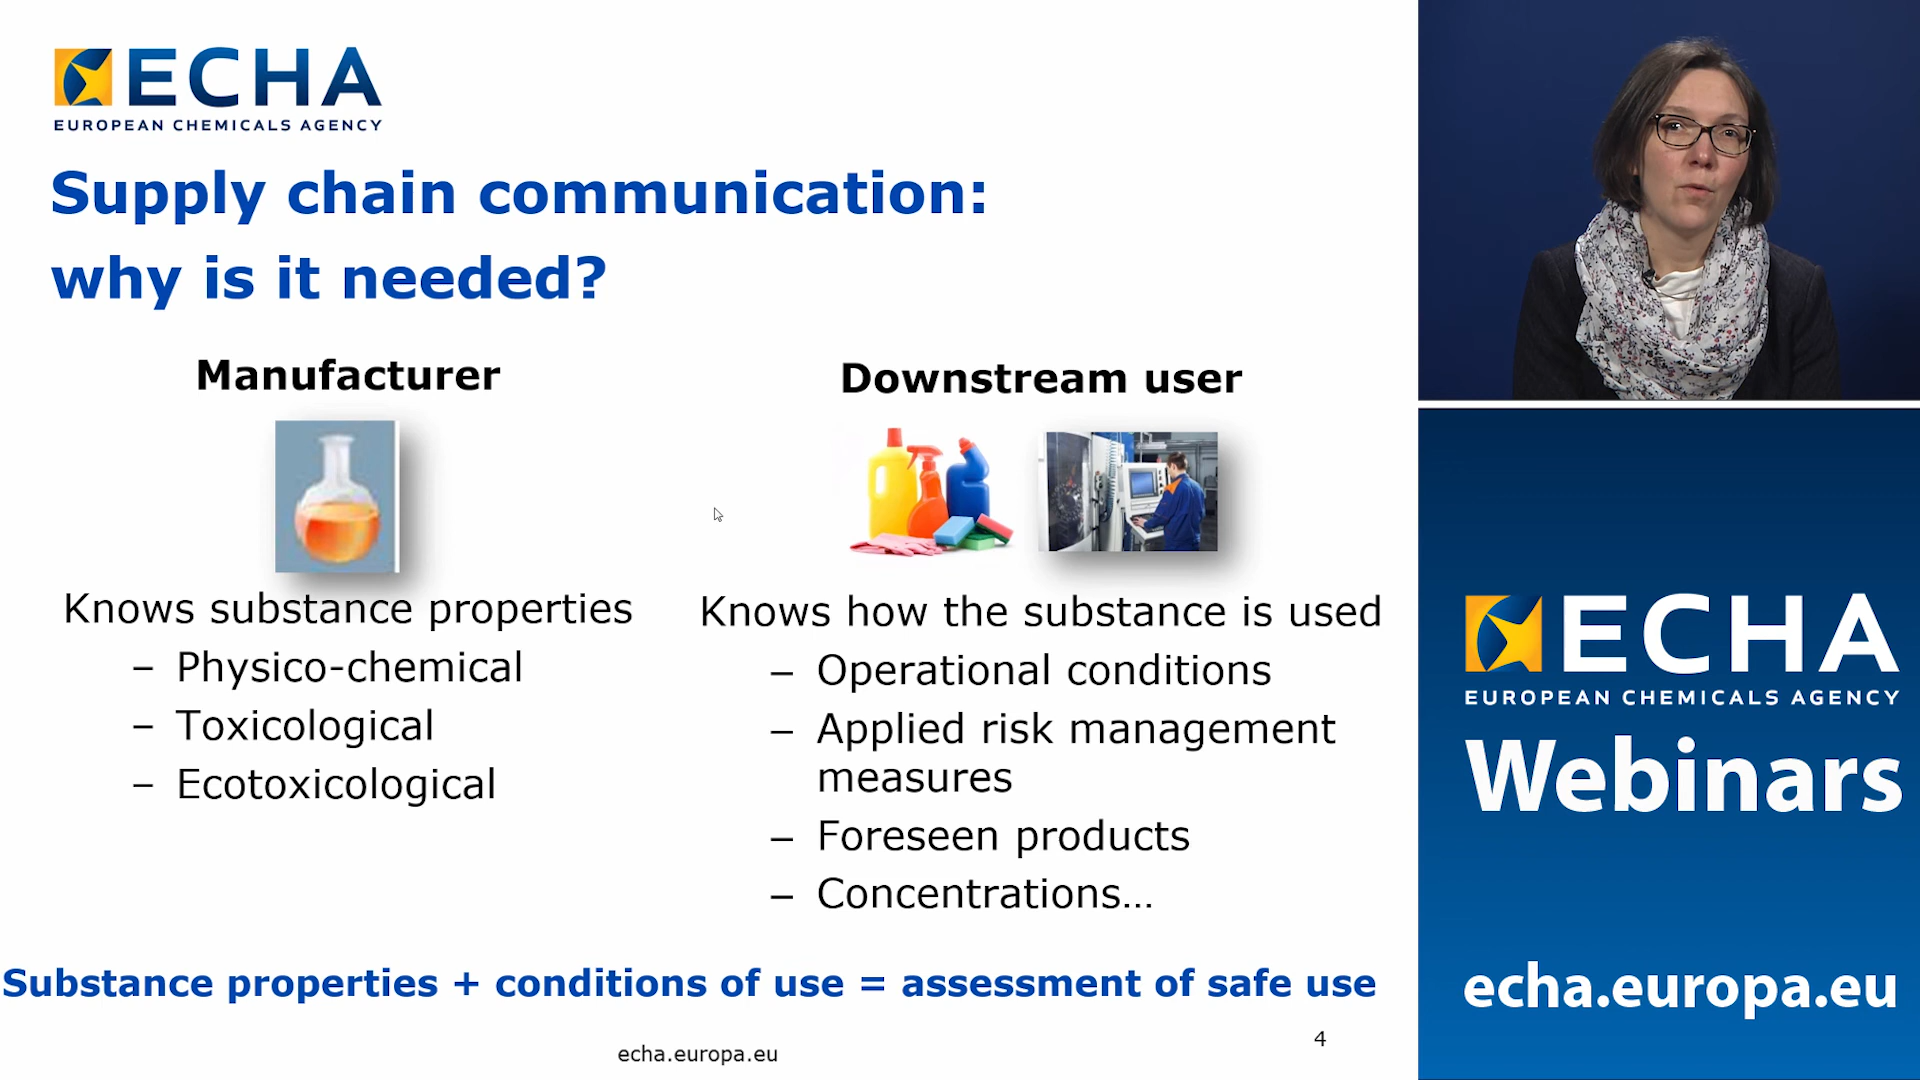 ECHA
EUROPEAN CHEMICALS AGENCY
Supply chain communication:
why is it needed?
Manufacturer
Knows substance properties
– Physico-chemical
– Toxicological
– Ecotoxicological
Downstream user
Knows how the substance is used
– Operational conditions
– Applied risk management
measures
– Foreseen products
– Concentrations...
Substance properties + conditions of use = assessment of safe use
4
echa.europa.eu
ECHA
EUROPEAN CHEMICALS AGENCY
Webinars
echa.europa.eu